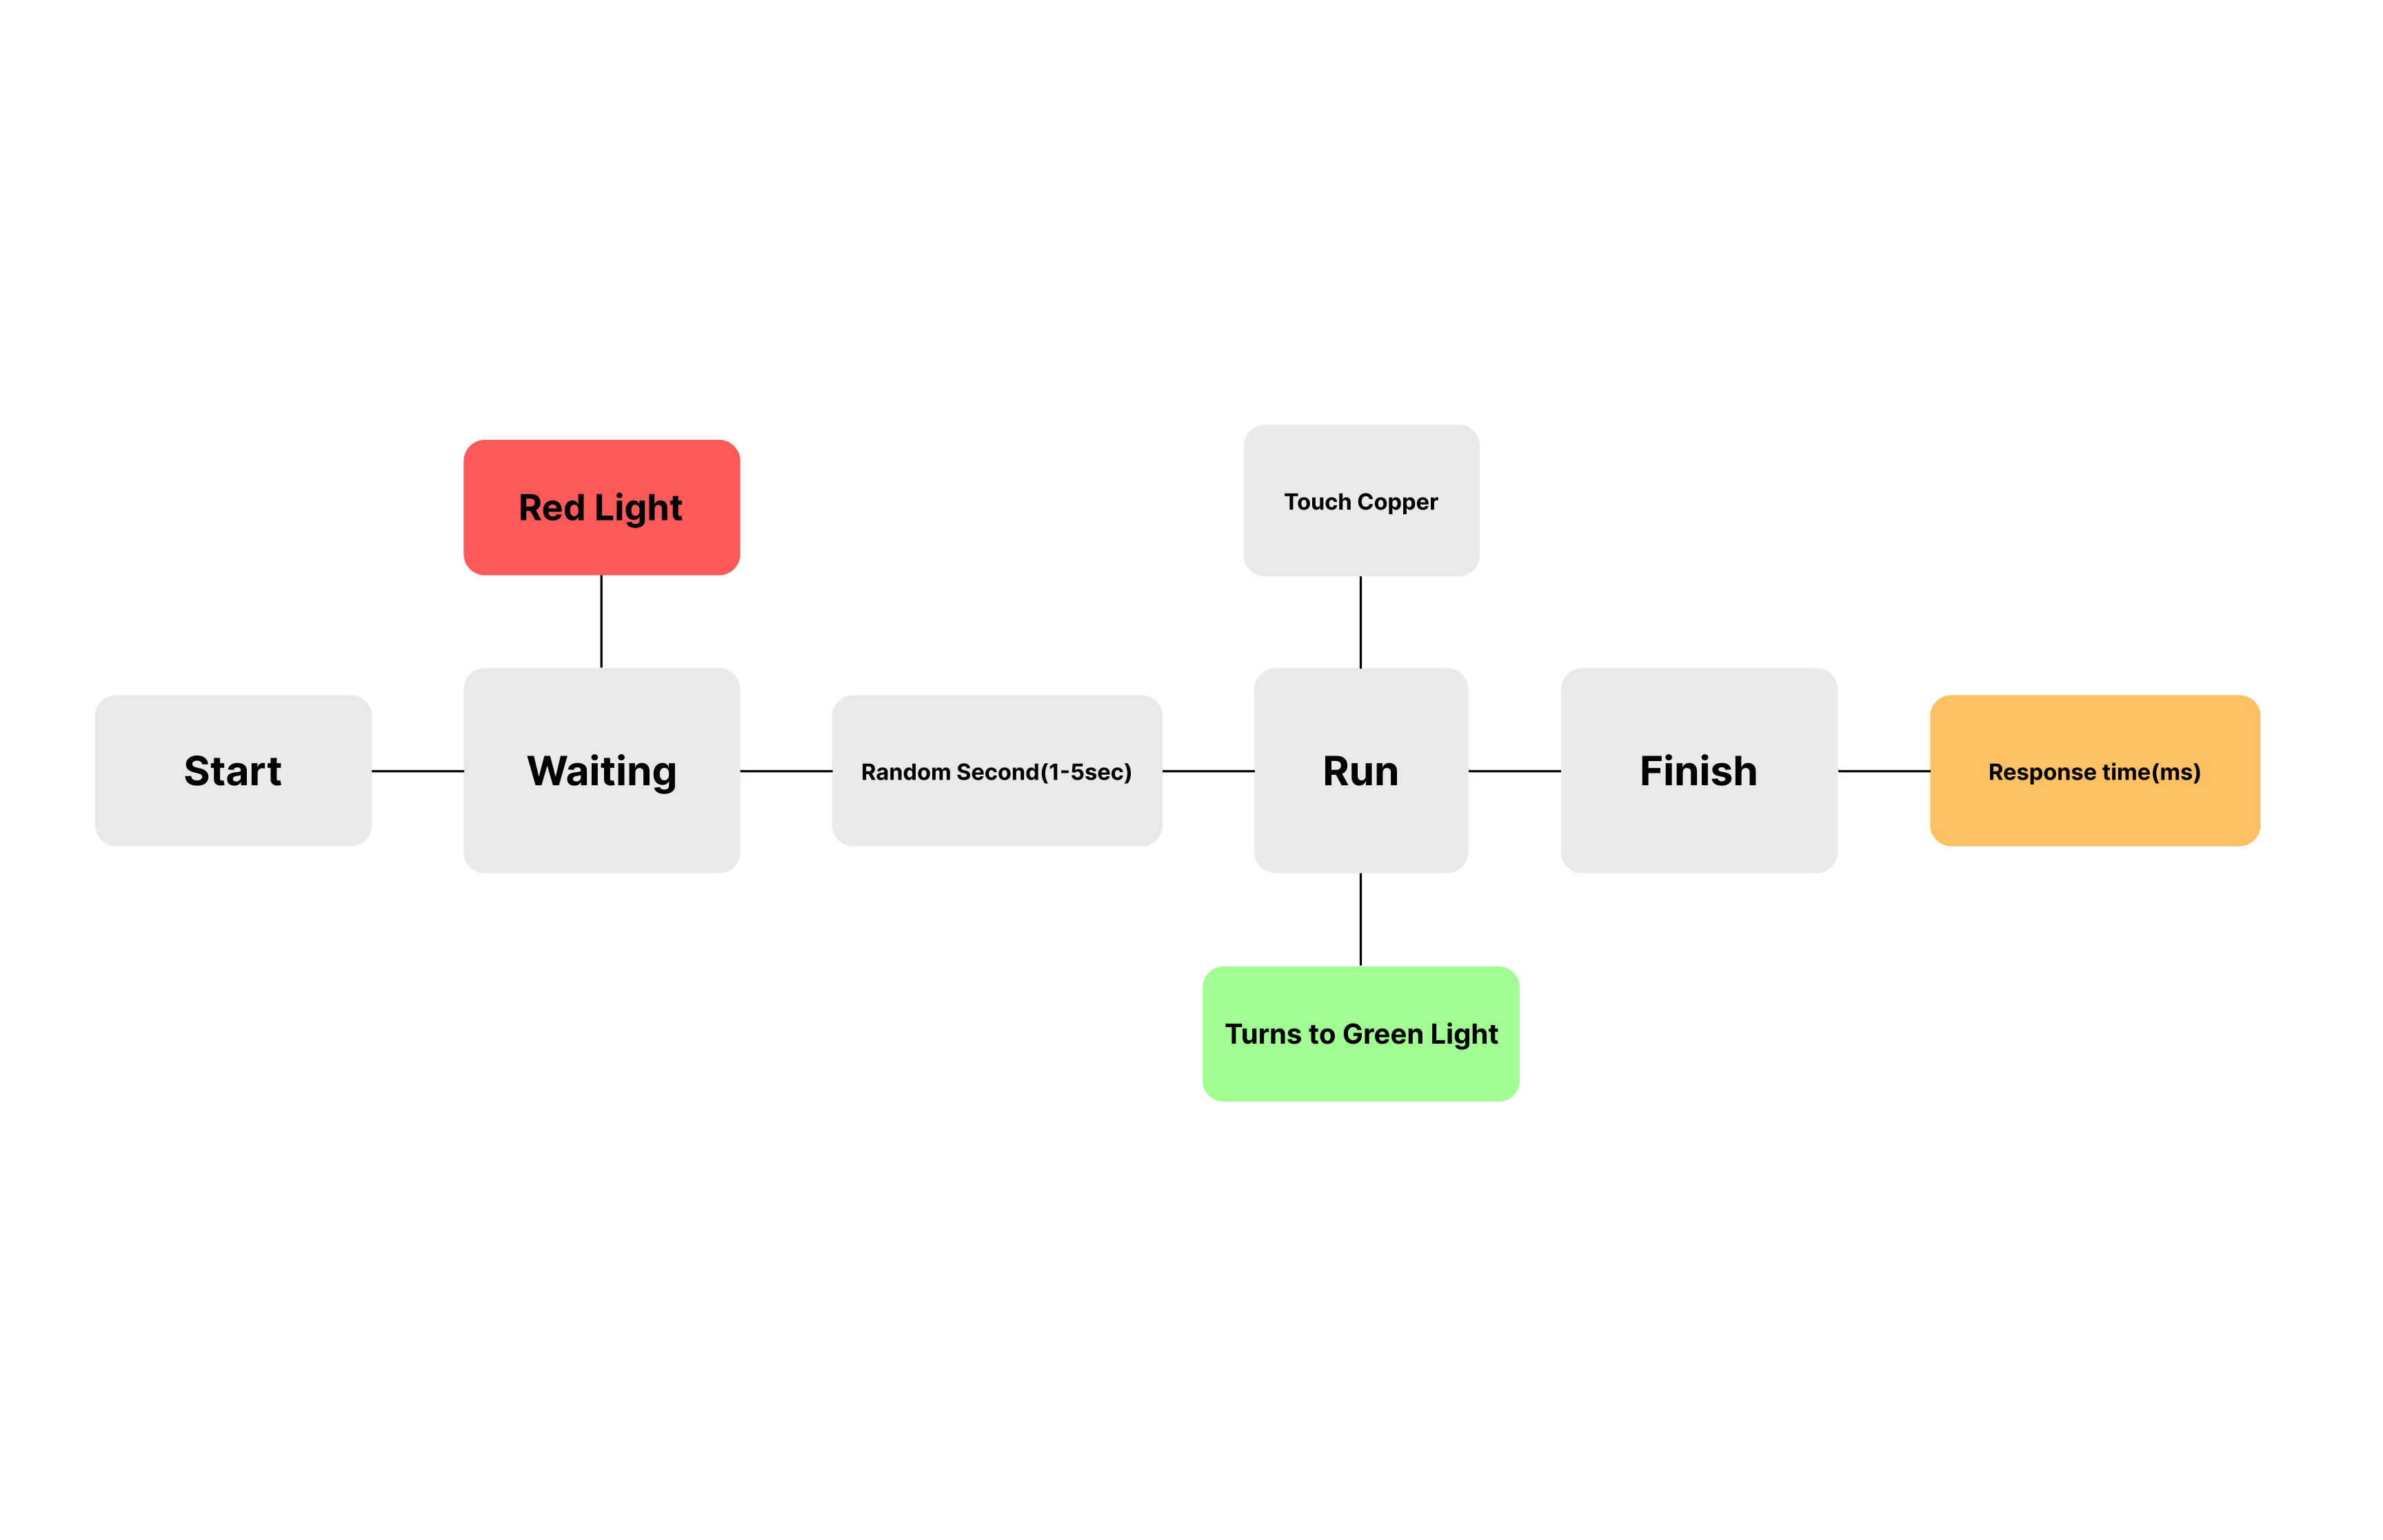 Red Light
Touch Copper
Start
Waiting
Random Second(1-5sec)
Run
Finish
Response time(ms)
Turns to Green Light